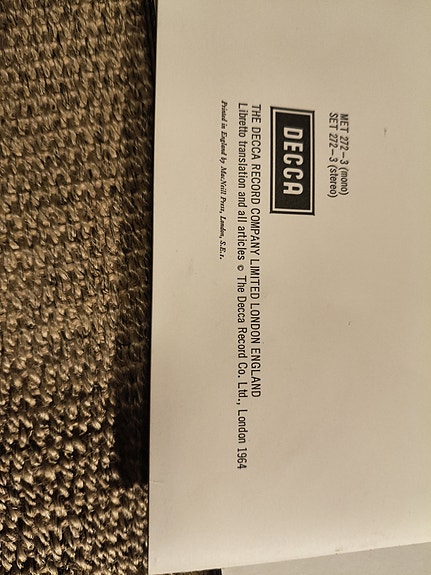 MET 272–3 (mono)
SET 272–3 (stereo)
DECCA
THE DECCA RECORD COMPANY LIMITED LONDON ENGLAND
Libretto translation and all articles © The Decca Record Co. Ltd., London 1964
Printed in England by MacNeill Press, London, S.E.1.